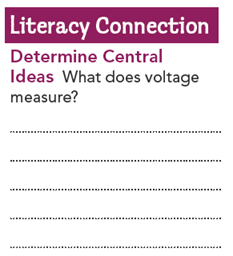 Literacy Connection
Determine Central
Ideas What does voltage
measure?